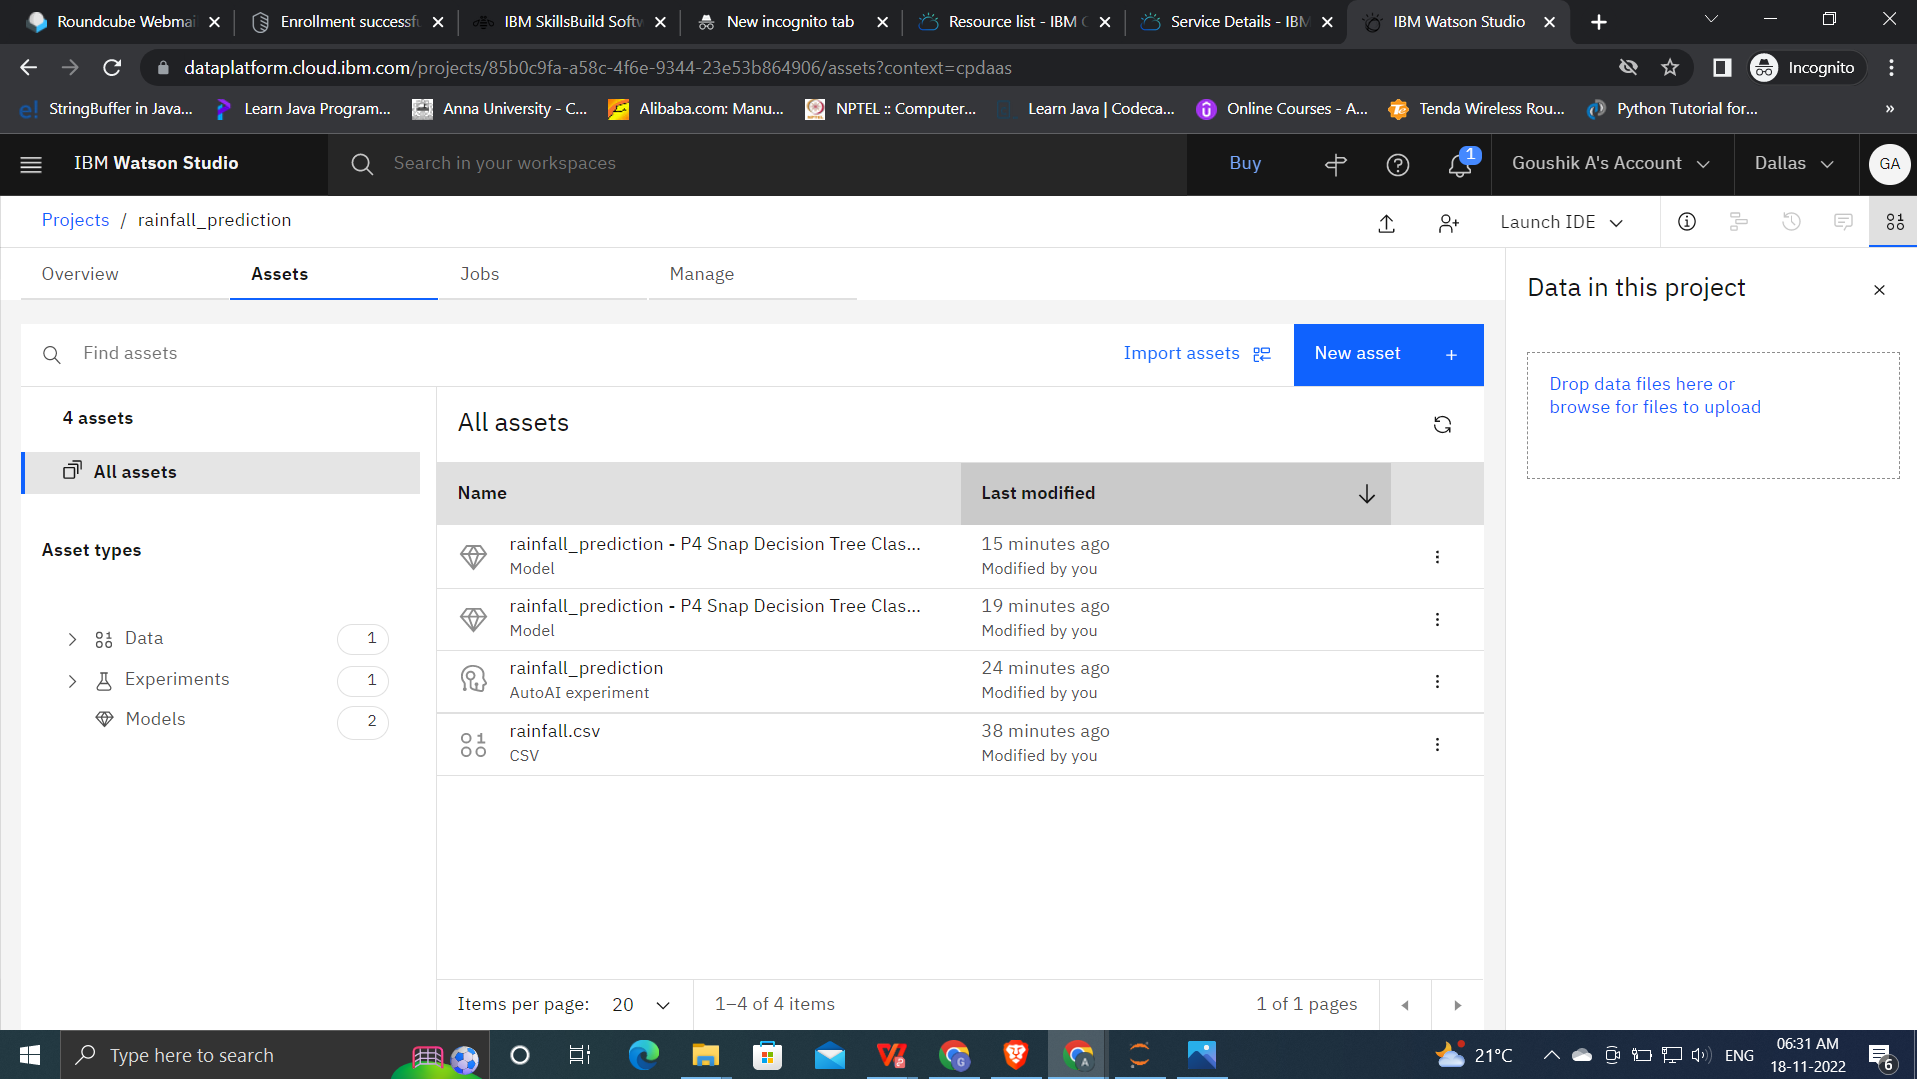 Roundcube Webmai
Enrollment successfu
IBM SkillsBuild Softw
New incognito tab
Resource list - IBM C
Service Details - IBM
IBM Watson Studio
dataplatform.cloud.ibm.com/projects/85b0c9fa-a58c-4f6e-9344-23e53b864906/assets?context=cpdaas
Incognito
StringBuffer in Java...
Learn Java Program...
Anna University - C...
Alibaba.com: Manu...
NPTEL :: Computer...
Learn Java | Codeca...
Online Courses - A...
Tenda Wireless Rou...
Python Tutorial for...
»
IBM Watson Studio
Search in your workspaces
Buy
1
Goushik A's Account
Dallas
GA
Projects / rainfall_prediction
Launch IDE
Overview
Assets
Jobs
Manage
Data in this project
Find assets
Import assets
New asset +
Drop data files here or
browse for files to upload
4 assets
All assets
All assets
Asset types
Data 1
Experiments 1
Models 2
Name
Last modified
rainfall_prediction - P4 Snap Decision Tree Clas...
Model
15 minutes ago
Modified by you
rainfall_prediction - P4 Snap Decision Tree Clas...
Model
19 minutes ago
Modified by you
rainfall_prediction
AutoAI experiment
24 minutes ago
Modified by you
rainfall.csv
CSV
38 minutes ago
Modified by you
Items per page: 20
1–4 of 4 items
1 of 1 pages
Type here to search
21°C
ENG
06:31 AM
18-11-2022
6